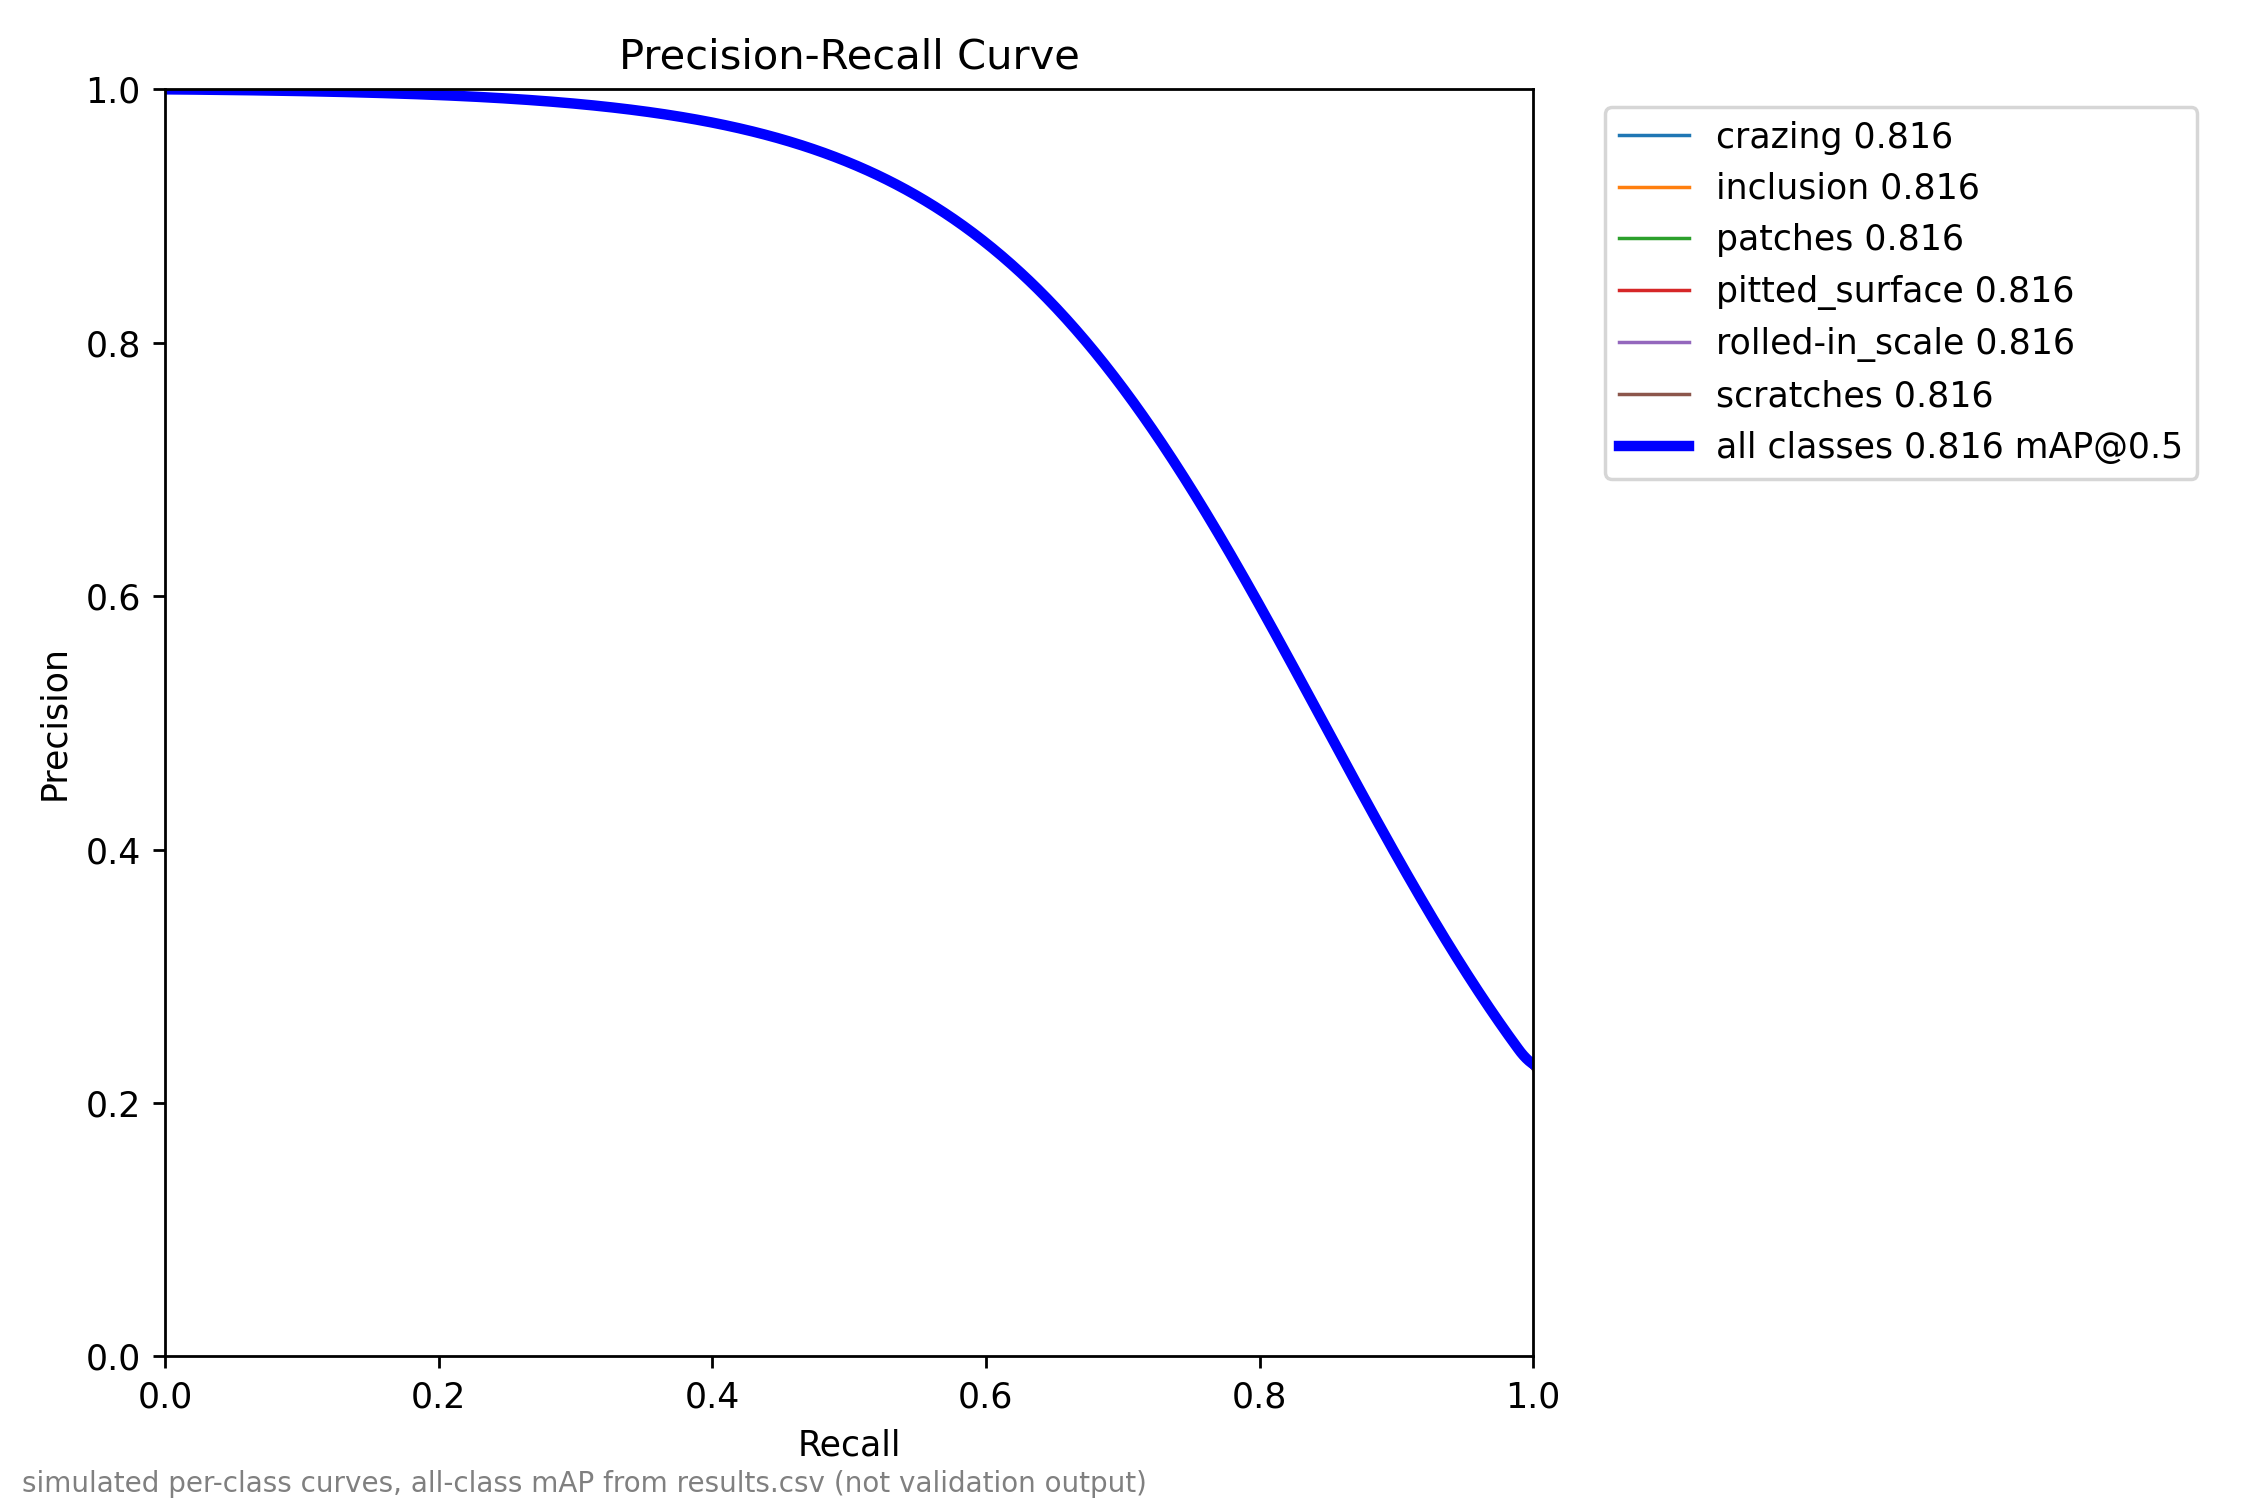 Precision-Recall Curve
1.0
0.8
0.6
0.4
0.2
0.0
Precision
0.0 0.2 0.4 0.6 0.8 1.0
Recall
crazing 0.816
inclusion 0.816
patches 0.816
pitted_surface 0.816
rolled-in_scale 0.816
scratches 0.816
all classes 0.816 mAP@0.5
simulated per-class curves, all-class mAP from results.csv (not validation output)